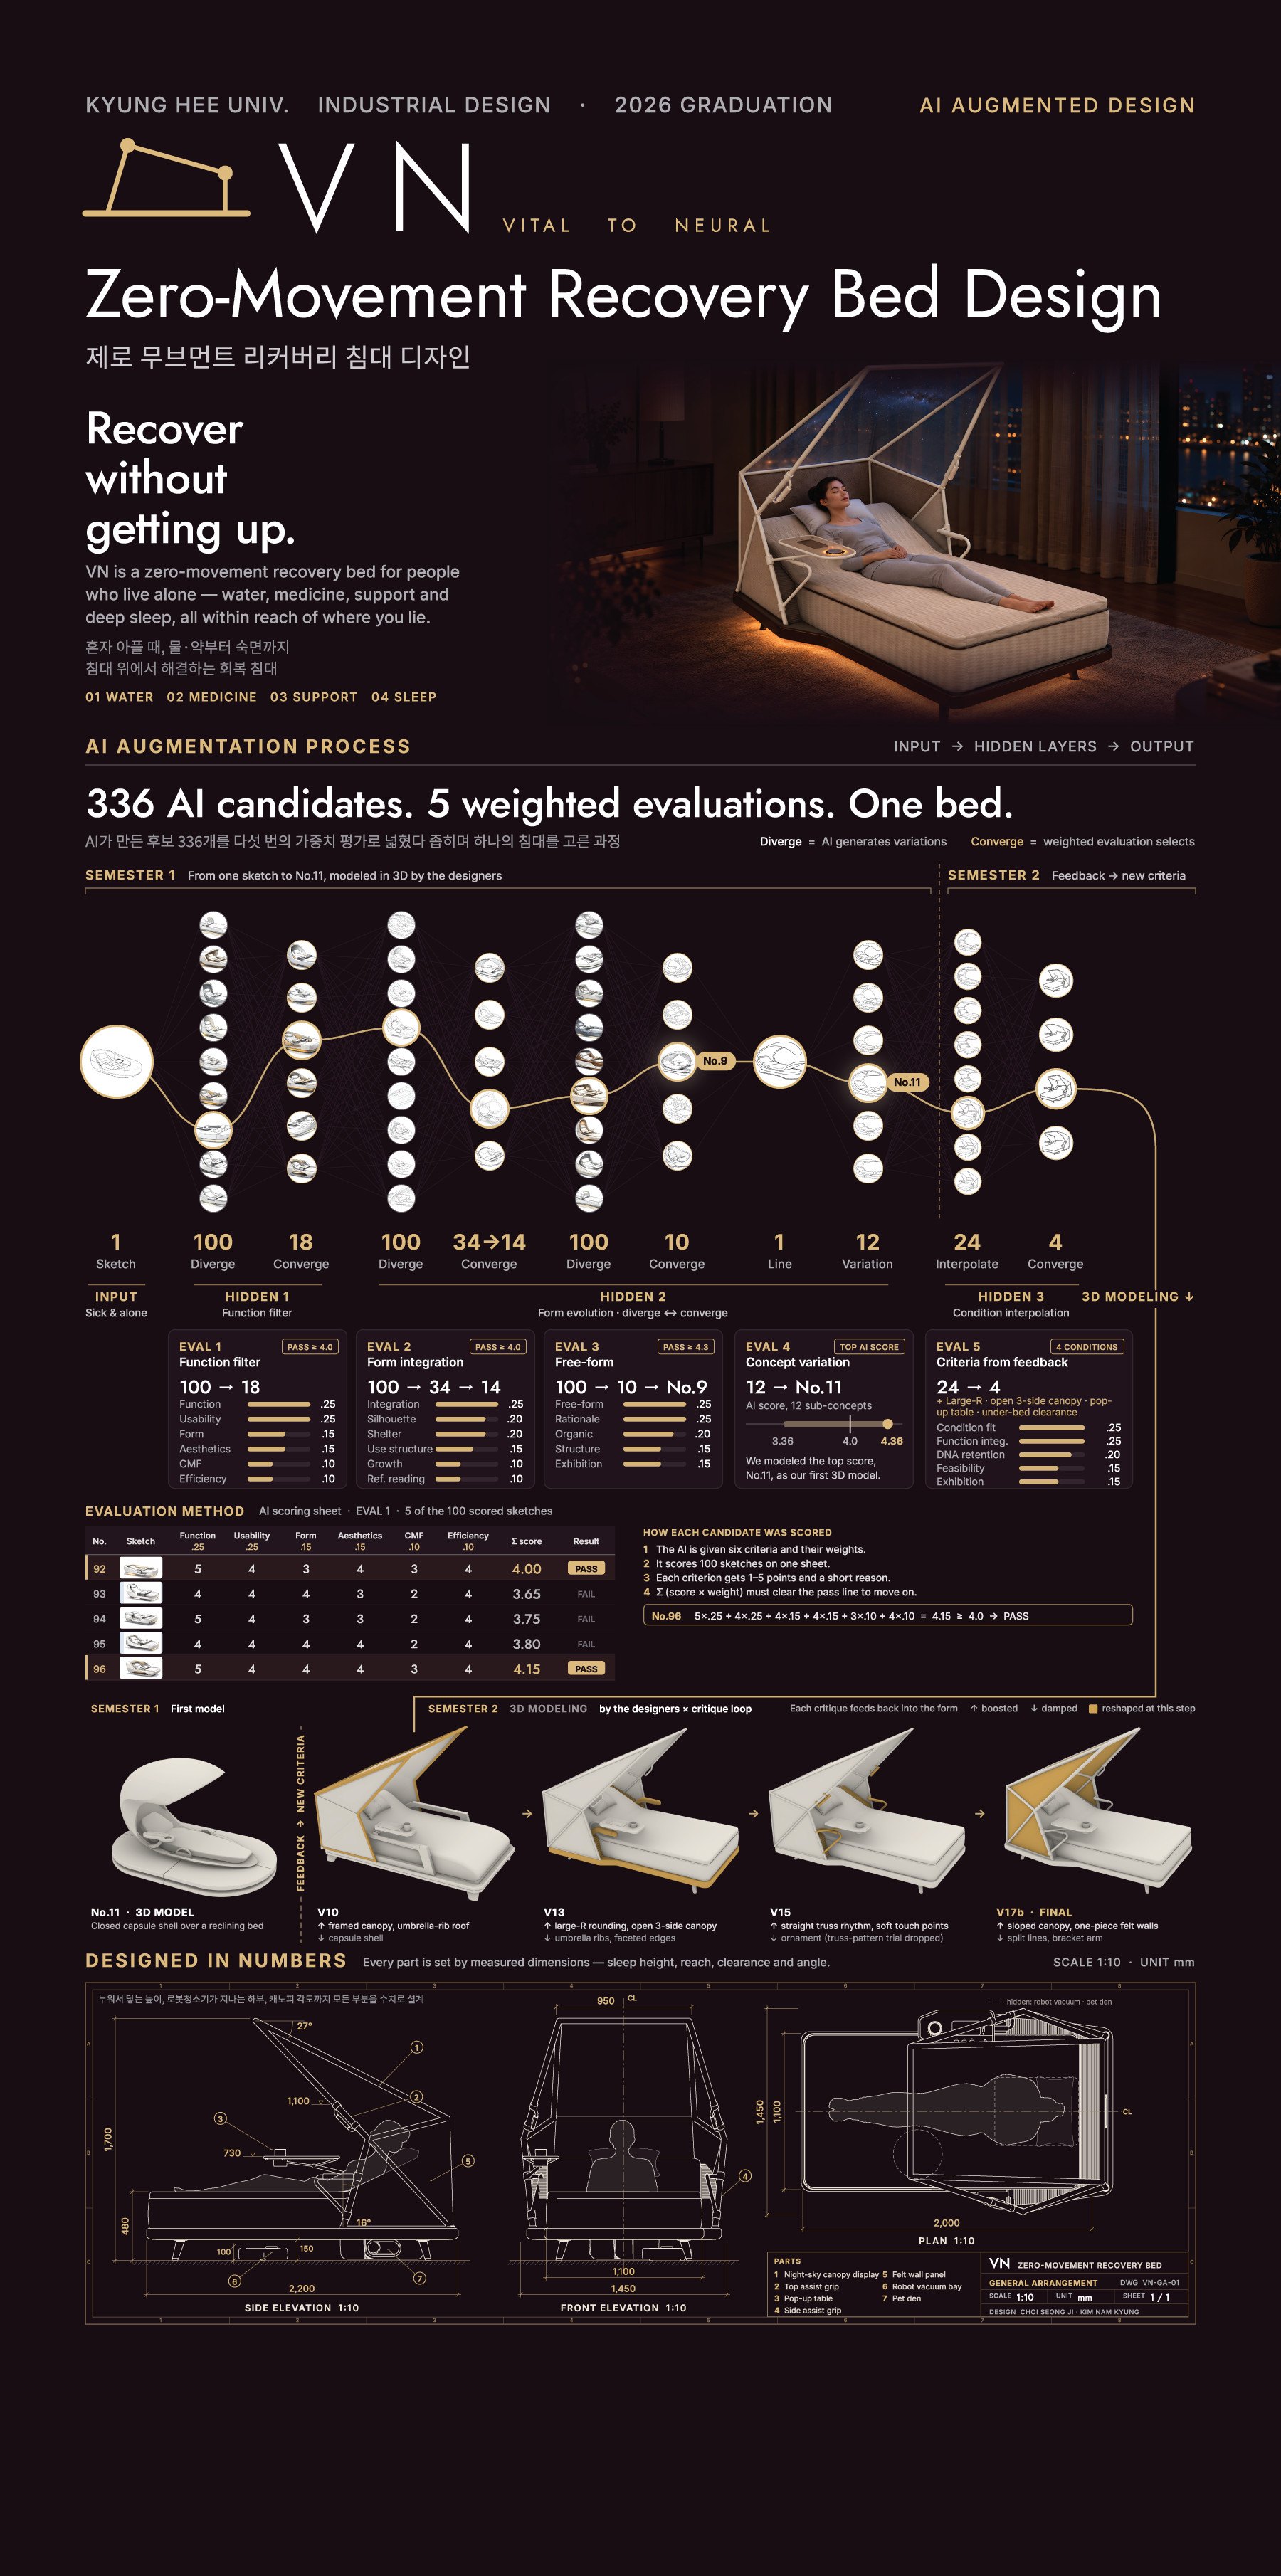 KYUNG HEE UNIV. INDUSTRIAL DESIGN · 2026 GRADUATION
AI AUGMENTED DESIGN
VN
VITAL TO NEURAL
Zero-Movement Recovery Bed Design
제로 무브먼트 리커버리 침대 디자인
Recover
without
getting up.
VN is a zero-movement recovery bed for people
who live alone — water, medicine, support and
deep sleep, all within reach of where you lie.
혼자 아플 때, 물·약부터 숙면까지
침대 위에서 해결하는 회복 침대
01 WATER 02 MEDICINE 03 SUPPORT 04 SLEEP
AI AUGMENTATION PROCESS
INPUT → HIDDEN LAYERS → OUTPUT
336 AI candidates. 5 weighted evaluations. One bed.
AI가 만든 후보 336개를 다섯 번의 가중치 평가로 넓혔다 좁히며 하나의 침대를 고른 과정
Diverge = AI generates variations Converge = weighted evaluation selects
SEMESTER 1 From one sketch to No.11, modeled in 3D by the designers
SEMESTER 2 Feedback → new criteria
No.9
No.11
1 100 18 100 34→14 100 10 1 12 24 4
Sketch Diverge Converge Diverge Converge Diverge Converge Line Variation Interpolate Converge
INPUT HIDDEN 1 HIDDEN 2 HIDDEN 3 3D MODELING ↓
Sick & alone Function filter Form evolution · diverge ↔ converge Condition interpolation
EVAL 1 PASS ≥ 4.0
Function filter
100 → 18
Function .25
Usability .25
Form .15
Aesthetics .15
CMF .10
Efficiency .10
EVAL 2 PASS ≥ 4.0
Form integration
100 → 34 → 14
Integration .25
Silhouette .20
Shelter .20
Use structure .15
Growth .10
Ref. reading .10
EVAL 3 PASS ≥ 4.3
Free-form
100 → 10 → No.9
Free-form .25
Rationale .25
Organic .20
Structure .15
Exhibition .15
EVAL 4 TOP AI SCORE
Concept variation
12 → No.11
AI score, 12 sub-concepts
3.36 4.0 4.36
We modeled the top score,
No.11, as our first 3D model.
EVAL 5 4 CONDITIONS
Criteria from feedback
24 → 4
+ Large-R · open 3-side canopy · pop-
up table · under-bed clearance
Condition fit .25
Function integ. .25
DNA retention .20
Feasibility .15
Exhibition .15
EVALUATION METHOD AI scoring sheet · EVAL 1 · 5 of the 100 scored sketches
No. Sketch Function Usability Form Aesthetics CMF Efficiency Σ score Result
.25 .25 .15 .15 .10 .10
92 5 4 3 4 3 4 4.00 PASS
93 4 4 4 3 2 4 3.65 FAIL
94 5 4 3 3 2 4 3.75 FAIL
95 4 4 4 4 2 4 3.80 FAIL
96 5 4 4 4 3 4 4.15 PASS
HOW EACH CANDIDATE WAS SCORED
1 The AI is given six criteria and their weights.
2 It scores 100 sketches on one sheet.
3 Each criterion gets 1–5 points and a short reason.
4 Σ (score × weight) must clear the pass line to move on.
No.96 5×.25 + 4×.25 + 4×.15 + 4×.15 + 3×.10 + 4×.10 = 4.15 ≥ 4.0 → PASS
SEMESTER 1 First model
SEMESTER 2 3D MODELING by the designers × critique loop
Each critique feeds back into the form ↑ boosted ↓ damped reshaped at this step
FEEDBACK → NEW CRITERIA
No.11 · 3D MODEL
Closed capsule shell over a reclining bed
V10
↑ framed canopy, umbrella-rib roof
↓ capsule shell
V13
↑ large-R rounding, open 3-side canopy
↓ umbrella ribs, faceted edges
V15
↑ straight truss rhythm, soft touch points
↓ ornament (truss-pattern trial dropped)
V17b · FINAL
↑ sloped canopy, one-piece felt walls
↓ split lines, bracket arm
DESIGNED IN NUMBERS Every part is set by measured dimensions — sleep height, reach, clearance and angle.
SCALE 1:10 · UNIT mm
누워서 닿는 높이, 로봇청소기가 지나는 하부, 캐노피 각도까지 모든 부분을 수치로 설계
27°
1
2
1,100
3
730
1,700
5
480
16°
100
150
6
7
2,200
SIDE ELEVATION 1:10
950 CL
4
1,100
1,450
FRONT ELEVATION 1:10
--- hidden: robot vacuum · pet den
1,450
1,100
CL
2,000
PLAN 1:10
PARTS
1 Night-sky canopy display 5 Felt wall panel
2 Top assist grip 6 Robot vacuum bay
3 Pop-up table 7 Pet den
4 Side assist grip
VN ZERO-MOVEMENT RECOVERY BED
GENERAL ARRANGEMENT DWG VN-GA-01
SCALE 1:10 UNIT mm SHEET 1 / 1
DESIGN CHOI SEONG JI · KIM NAM KYUNG